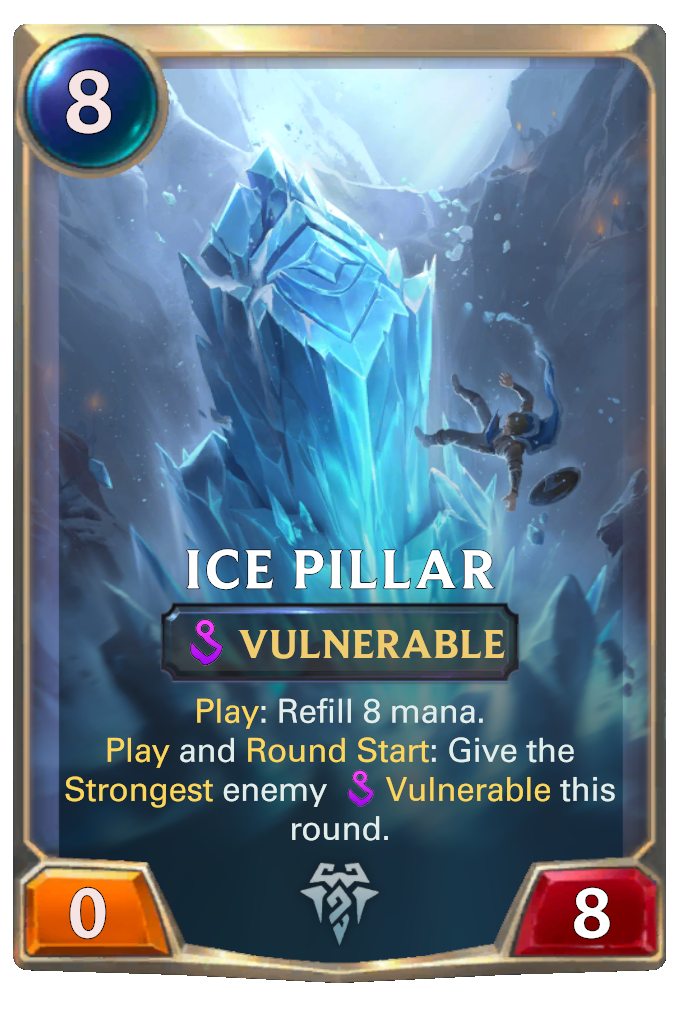 8
ICE PILLAR
VULNERABLE
Play: Refill 8 mana.
Play and Round Start: Give the
Strongest enemy Vulnerable this
round.
0
8